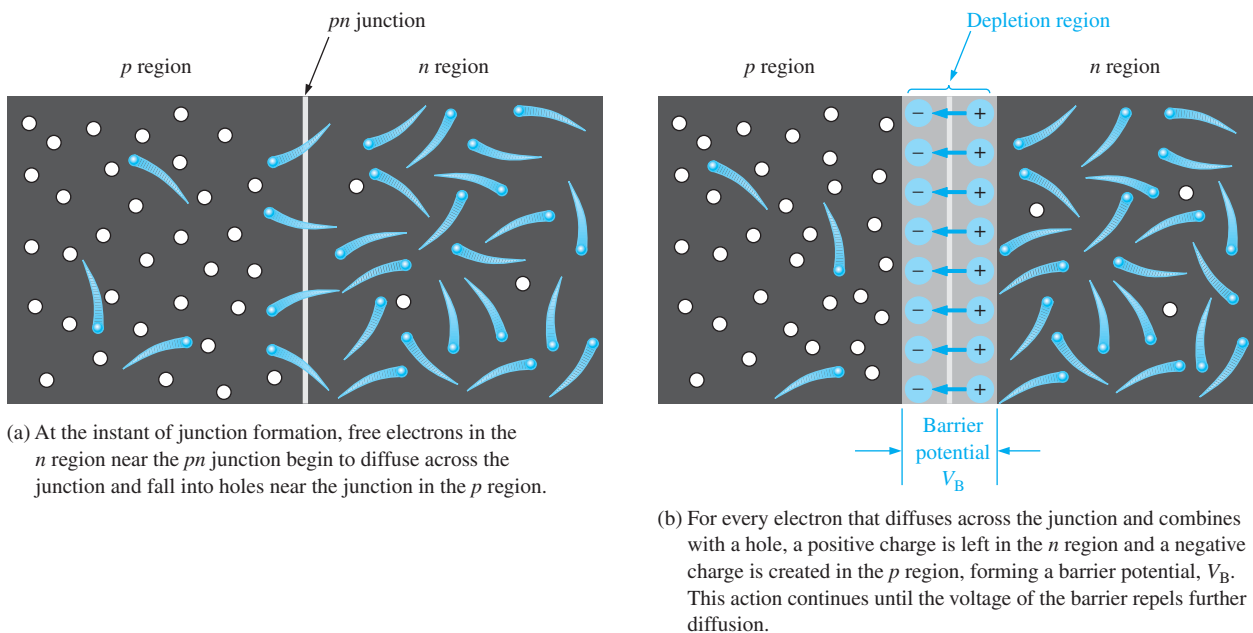 pn junction
p region
n region
(a) At the instant of junction formation, free electrons in the
n region near the pn junction begin to diffuse across the
junction and fall into holes near the junction in the p region.
Depletion region
p region
n region
− +
− +
− +
− +
− +
− +
− +
− +
Barrier
potential
V_B
(b) For every electron that diffuses across the junction and combines
with a hole, a positive charge is left in the n region and a negative
charge is created in the p region, forming a barrier potential, V_B.
This action continues until the voltage of the barrier repels further
diffusion.